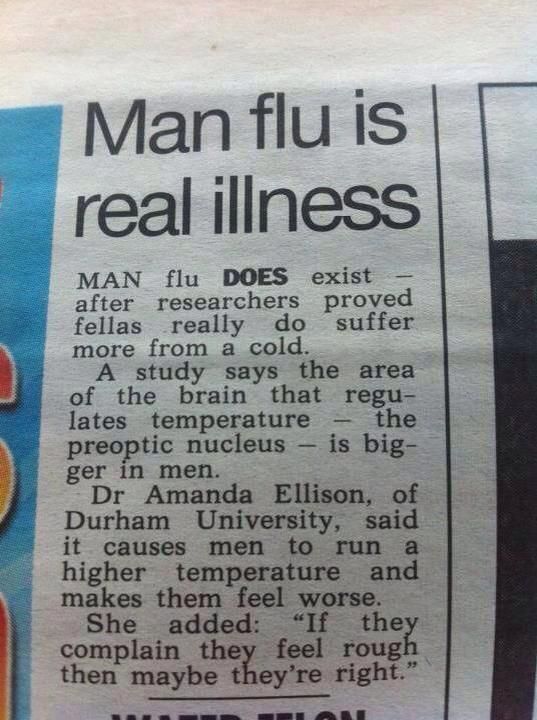 Man flu is
real illness
MAN flu DOES exist —
after researchers proved
fellas really do suffer
more from a cold.
A study says the area
of the brain that regu-
lates temperature — the
preoptic nucleus — is big-
ger in men.
Dr Amanda Ellison, of
Durham University, said
it causes men to run a
higher temperature and
makes them feel worse.
She added: “If they
complain they feel rough
then maybe they're right.”